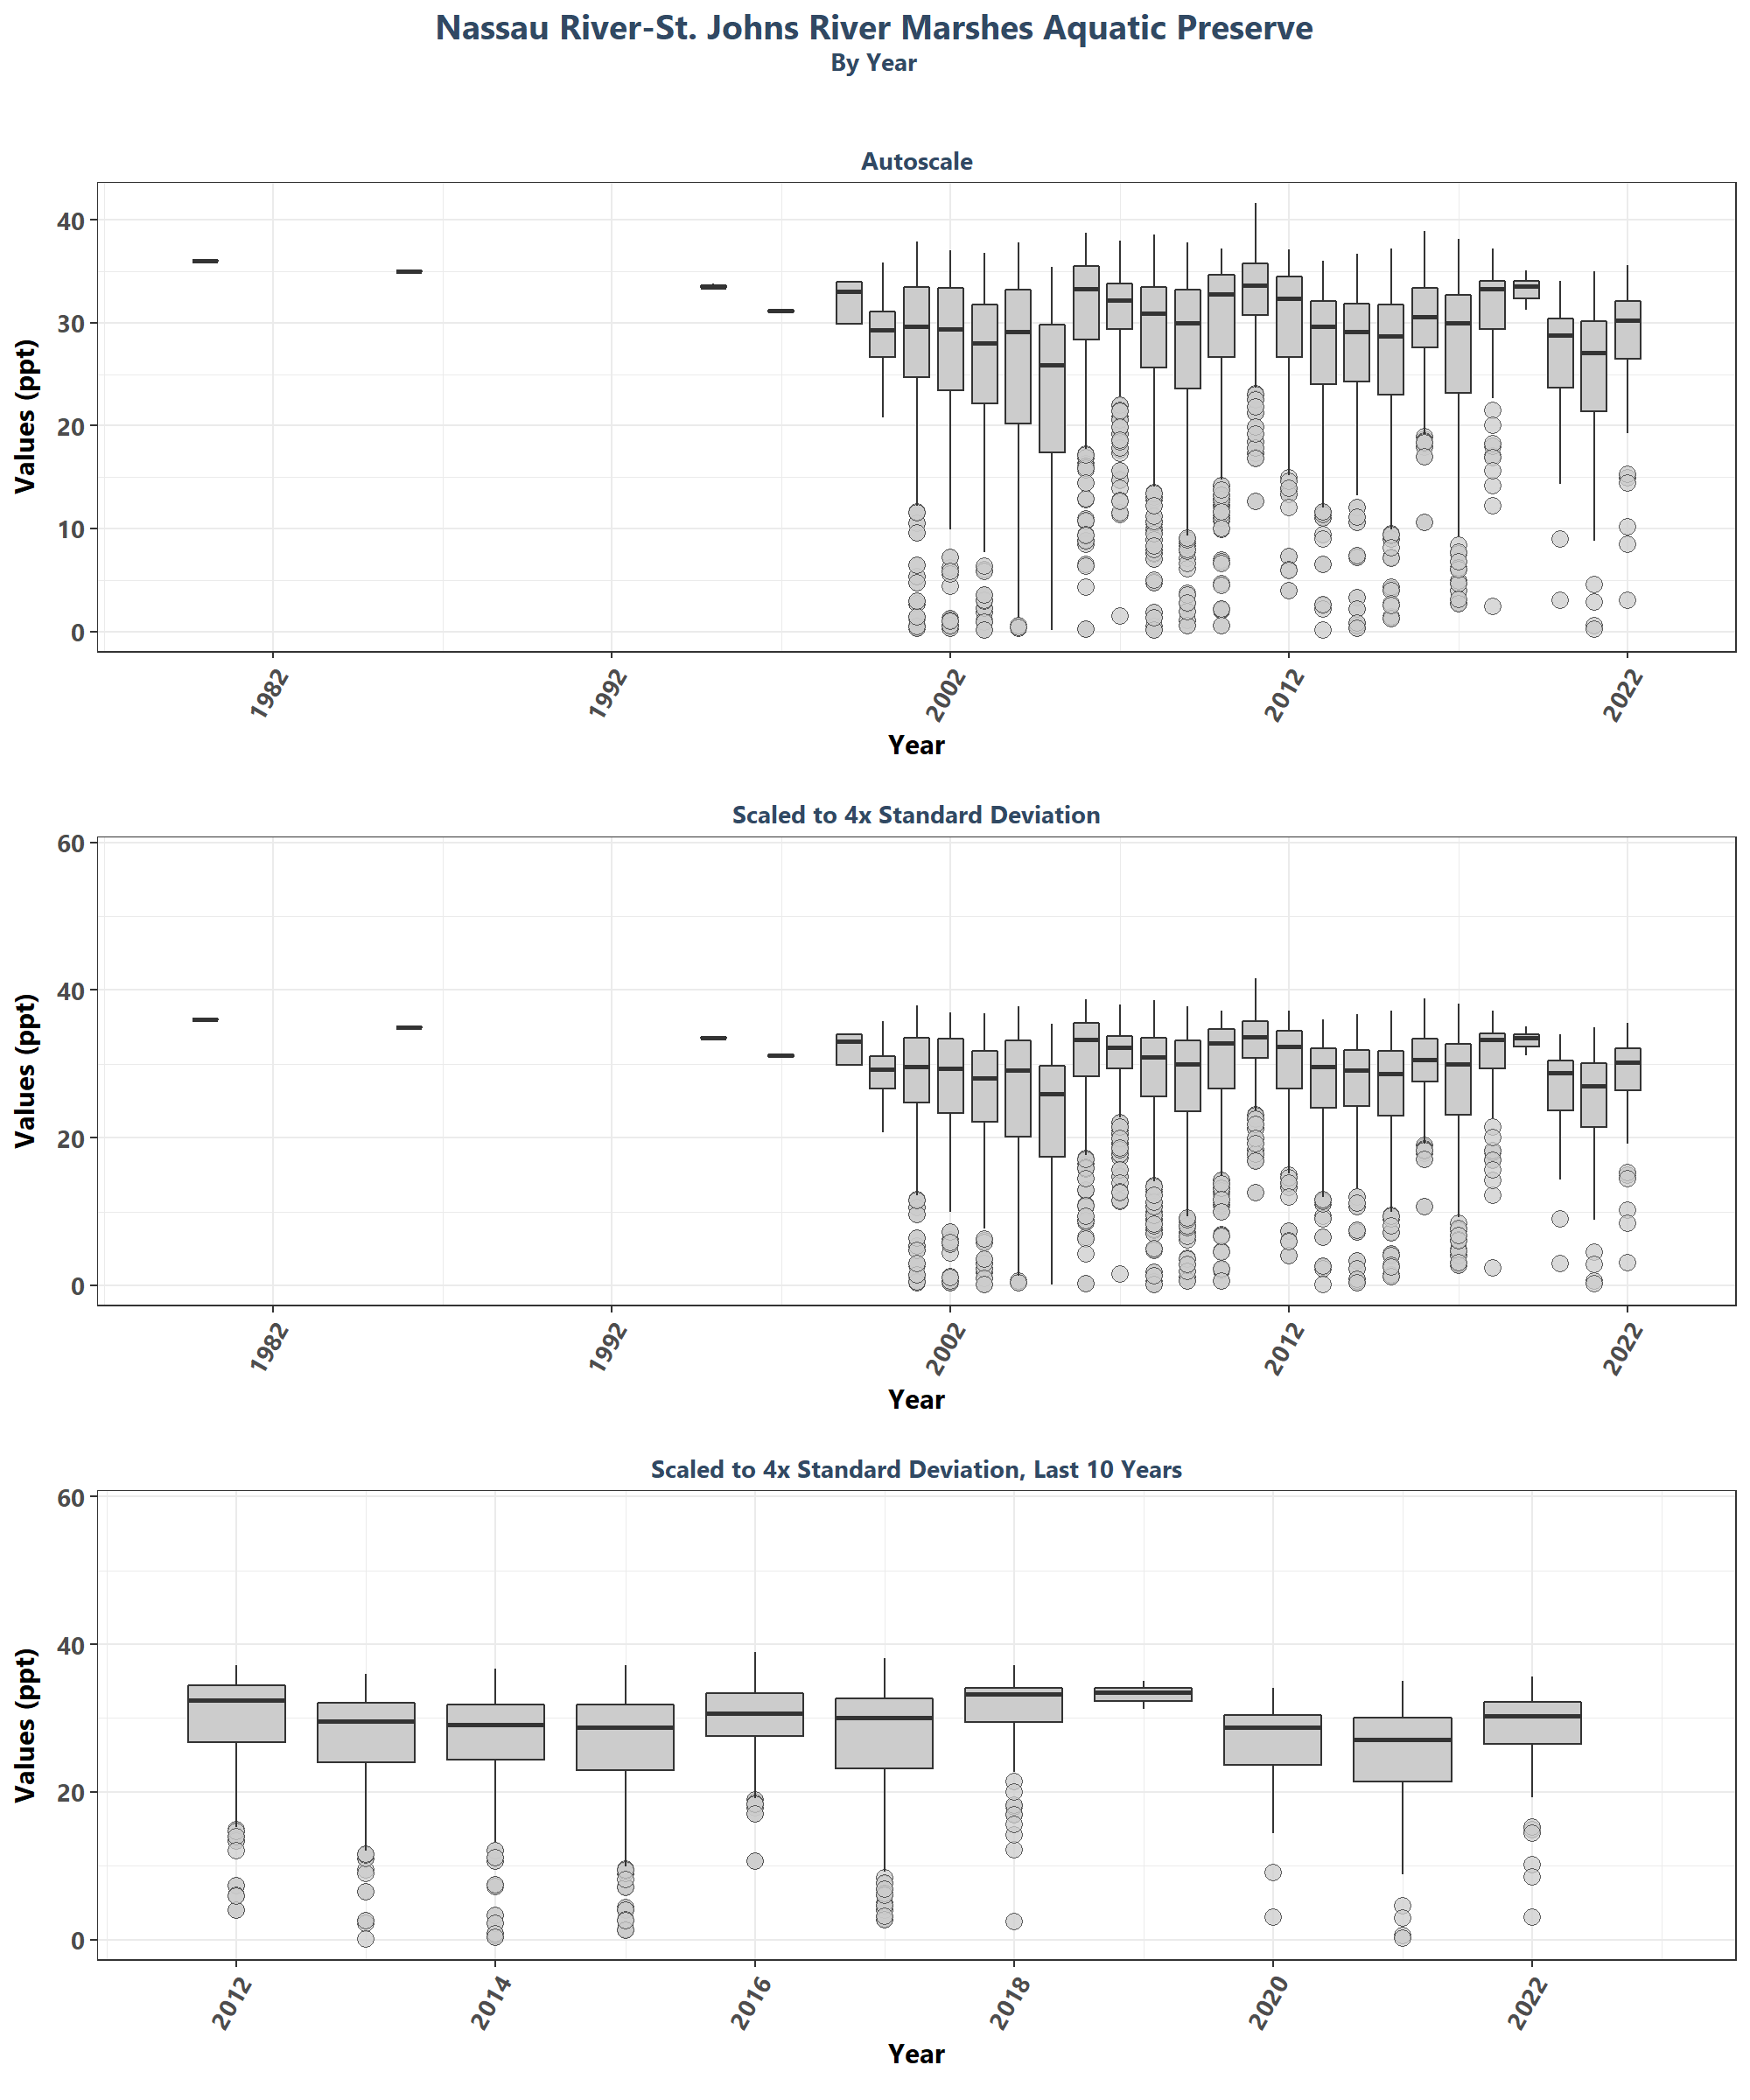 Nassau River-St. Johns River Marshes Aquatic Preserve
By Year
Autoscale
Values (ppt)
40
30
20
10
0
1982
1992
2002
2012
2022
Year
Scaled to 4x Standard Deviation
Values (ppt)
60
40
20
0
1982
1992
2002
2012
2022
Year
Scaled to 4x Standard Deviation, Last 10 Years
Values (ppt)
60
40
20
0
2012
2014
2016
2018
2020
2022
Year